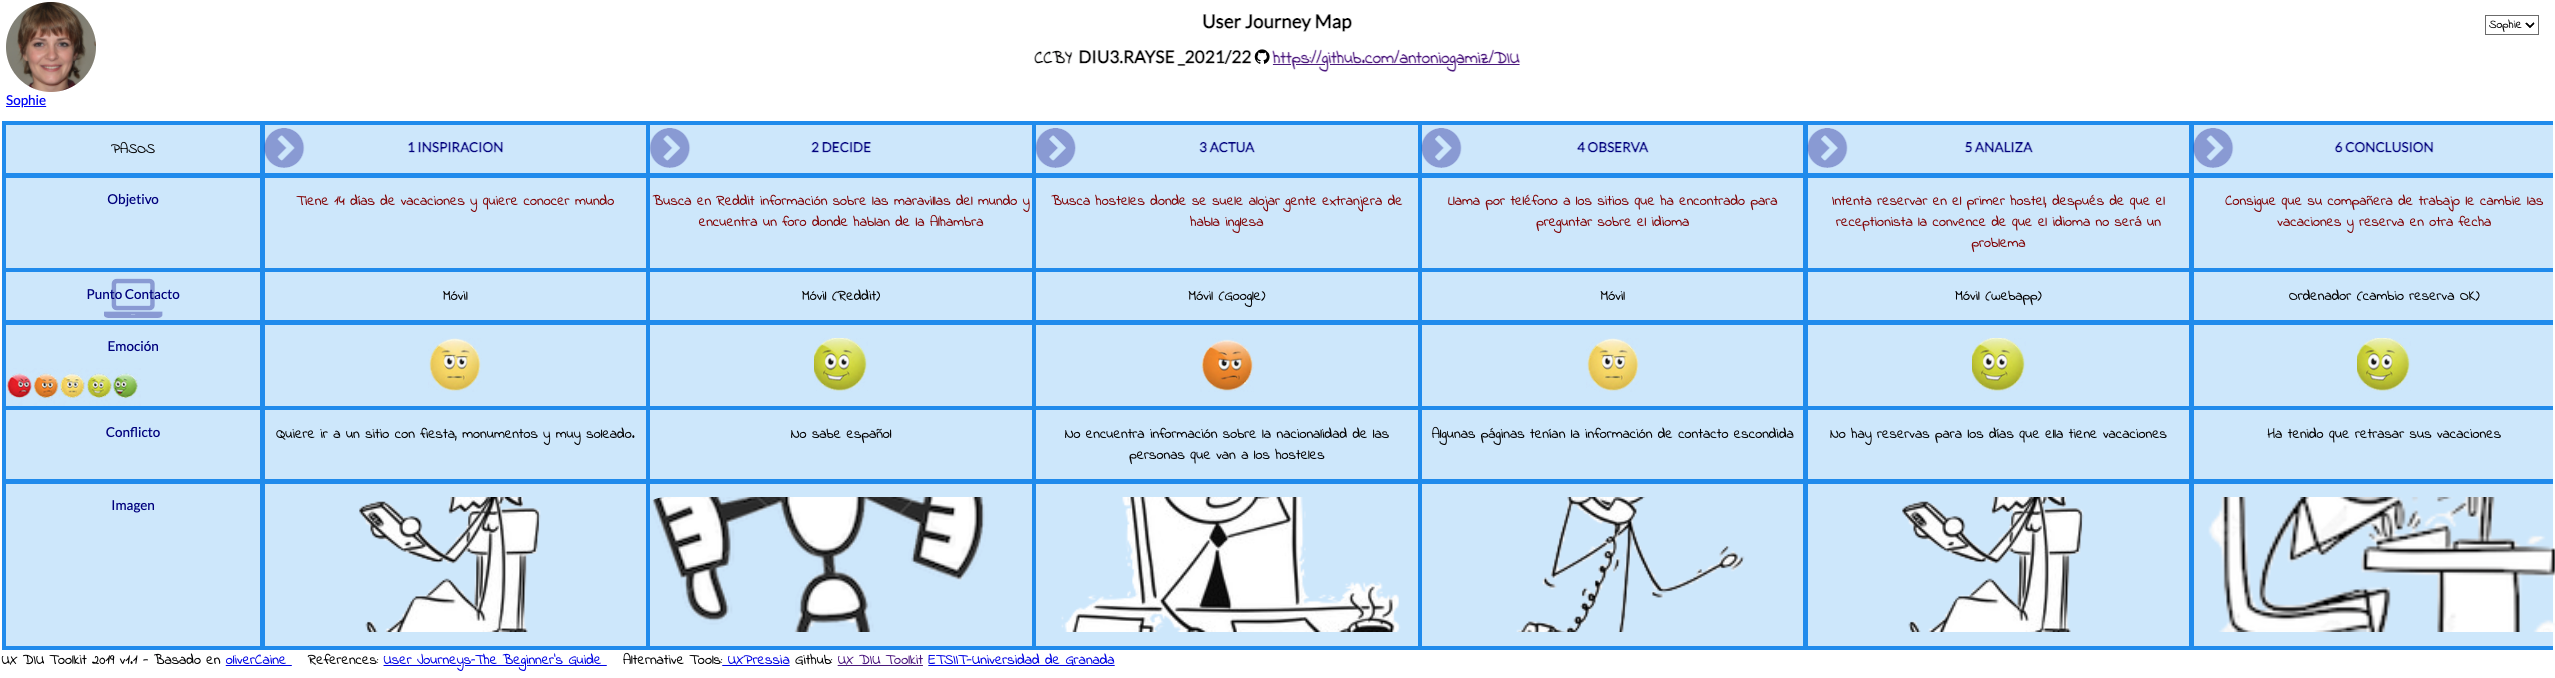 User Journey Map
Sophie
CCBY DIU3.RAYSE_2021/22 https://github.com/antoniogamiz/DIU
Sophie
PASOS
1 INSPIRACION
2 DECIDE
3 ACTUA
4 OBSERVA
5 ANALIZA
6 CONCLUSION
Objetivo
Tiene 14 días de vacaciones y quiere conocer mundo
Busca en Reddit información sobre las maravillas del mundo y
encuentra un foro donde hablan de la Alhambra
Busca hosteles donde se suele alojar gente extranjera de
habla inglesa
Llama por teléfono a los sitios que ha encontrado para
preguntar sobre el idioma
Intenta reservar en el primer hostel, después de que el
receptionista la convence de que el idioma no será un
problema
Consigue que su compañera de trabajo le cambie las
vacaciones y reserva en otra fecha
Punto Contacto
Móvil
Móvil (Reddit)
Móvil (Google)
Móvil
Móvil (webapp)
Ordenador (cambio reserva OK)
Emoción
Conflicto
Quiere ir a un sitio con fiesta, monumentos y muy soleado.
No sabe español
No encuentra información sobre la nacionalidad de las
personas que van a los hosteles
Algunas páginas tenían la información de contacto escondida
No hay reservas para los días que ella tiene vacaciones
Ha tenido que retrasar sus vacaciones
Imagen
UX DIU Toolkit 2019 v1.1 - Basado en oliverCaine References: User Journeys-The Beginner's Guide Alternative Tools: UXPressia Github: UX DIU Toolkit ETSIIT-Universidad de Granada